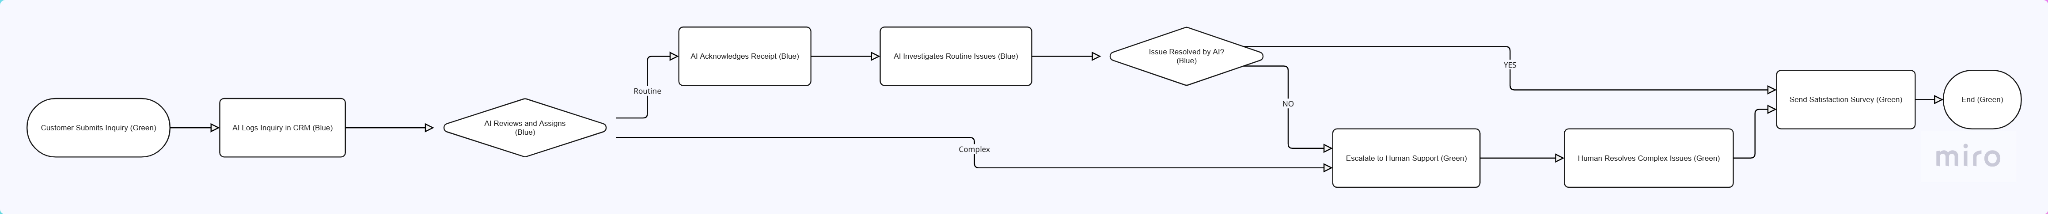 Customer Submits Inquiry (Green)
AI Logs Inquiry in CRM (Blue)
AI Reviews and Assigns
(Blue)
Routine
AI Acknowledges Receipt (Blue)
AI Investigates Routine Issues (Blue)
Issue Resolved by AI?
(Blue)
YES
NO
Complex
Escalate to Human Support (Green)
Human Resolves Complex Issues (Green)
Send Satisfaction Survey (Green)
End (Green)
miro